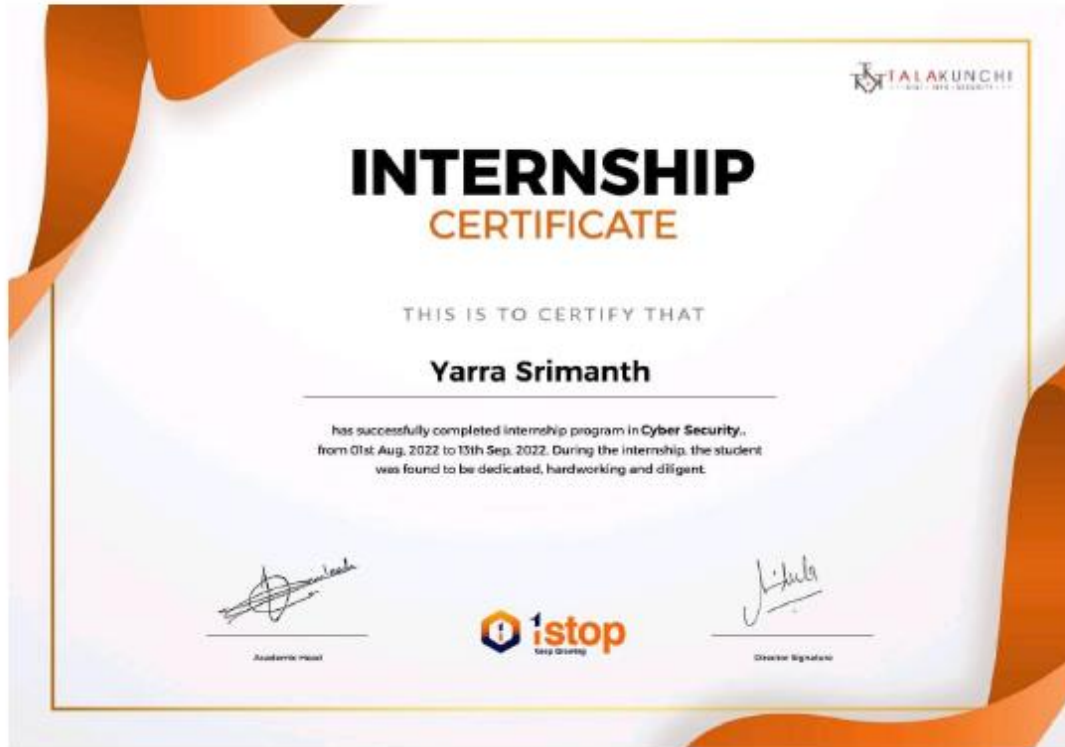 TALAKUNCHI
INTERNSHIP
CERTIFICATE
THIS IS TO CERTIFY THAT
Yarra Srimanth
has successfully completed internship program in Cyber Security.,
from 01st Aug, 2022 to 13th Sep, 2022. During the internship, the student
was found to be dedicated, hardworking and diligent.
1stop
Keep Growing
Academic Head
Director Signature